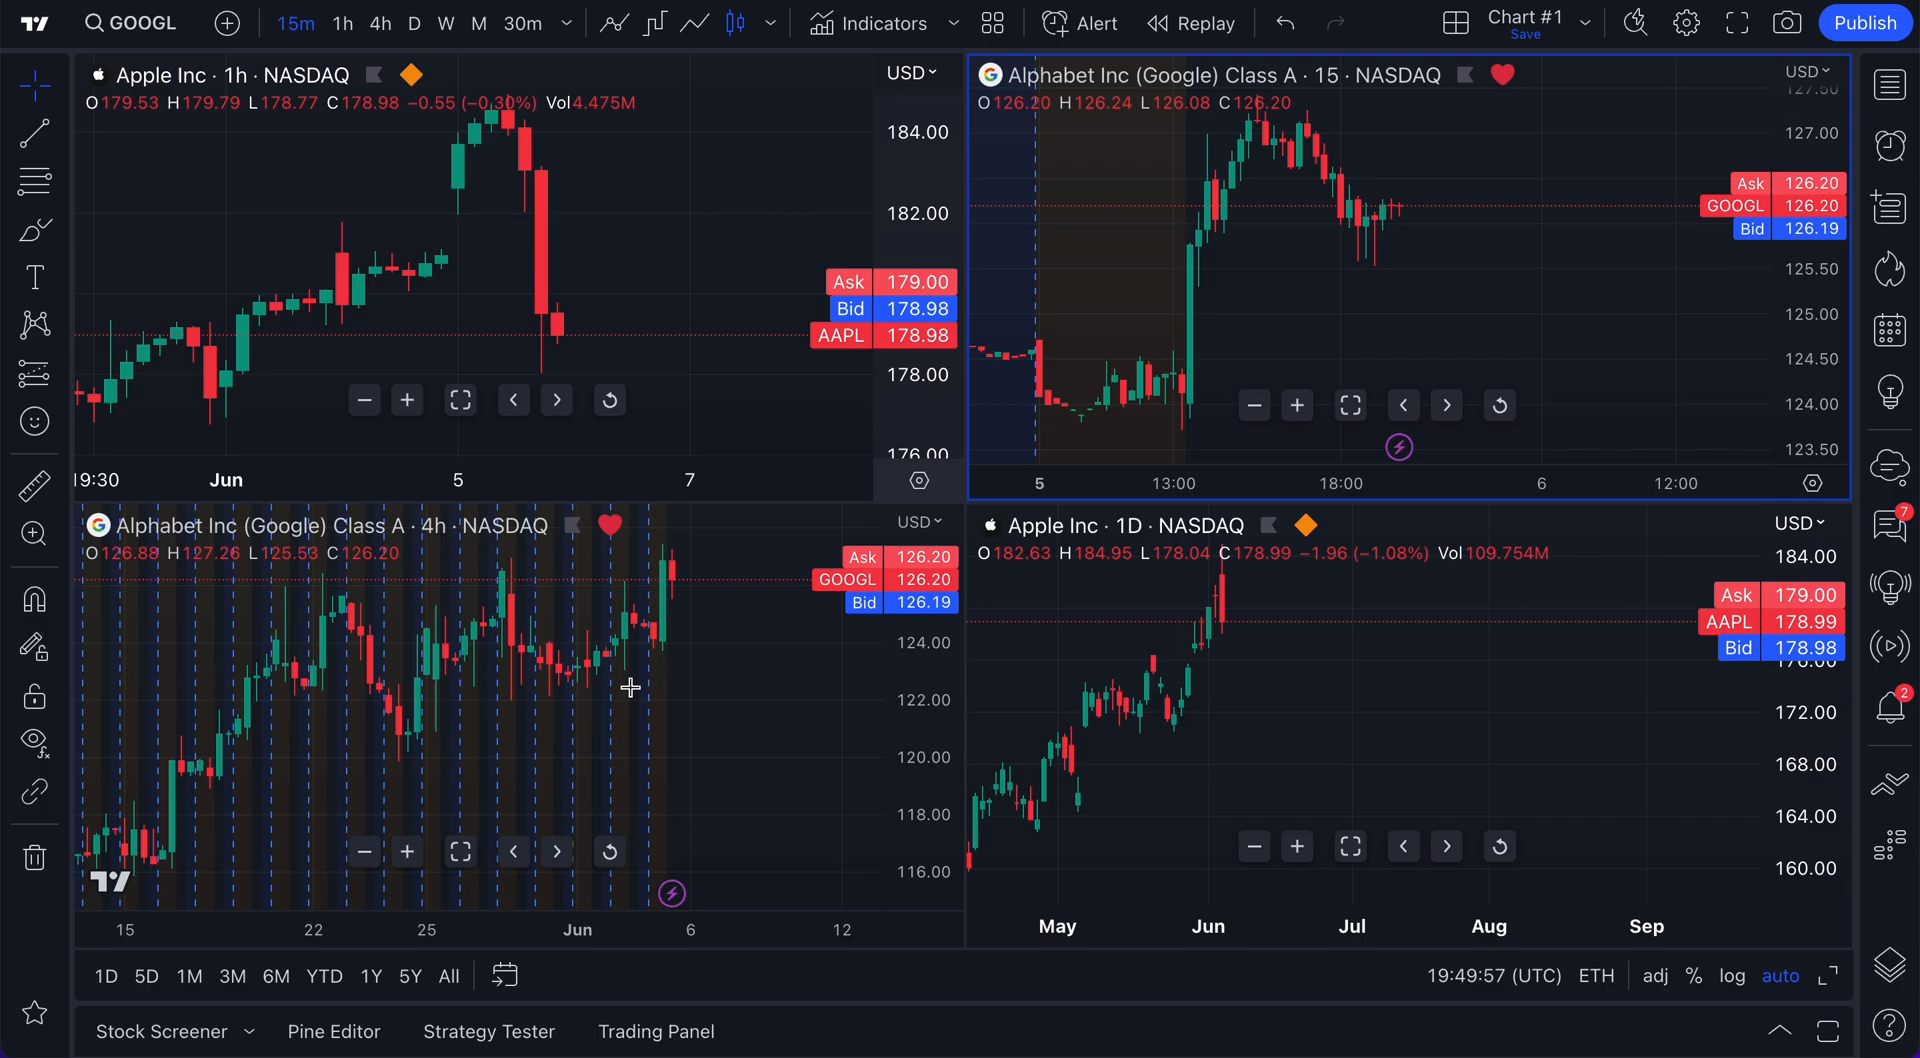 GOOGL 15m 1h 4h D W M 30m Indicators Alert Replay Chart #1 Save Publish
Apple Inc · 1h · NASDAQ USD
O179.53 H179.79 L178.77 C178.98 −0.55 (−0.30%) Vol4.475M
184.00
182.00
Ask 179.00
Bid 178.98
AAPL 178.98
178.00
176.00
19:30 Jun 5 7
Alphabet Inc (Google) Class A · 15 · NASDAQ USD
O126.20 H126.24 L126.08 C126.20
127.50
127.00
Ask 126.20
GOOGL 126.20
Bid 126.19
125.50
125.00
124.50
124.00
123.50
5 13:00 18:00 6 12:00
Alphabet Inc (Google) Class A · 4h · NASDAQ USD
O126.88 H127.26 L125.53 C126.20
Ask 126.20
GOOGL 126.20
Bid 126.19
124.00
122.00
120.00
118.00
116.00
15 22 25 Jun 6 12
Apple Inc · 1D · NASDAQ USD
O182.63 H184.95 L178.04 C178.99 −1.96 (−1.08%) Vol109.754M
184.00
Ask 179.00
AAPL 178.99
Bid 178.98
176.00
172.00
168.00
164.00
160.00
May Jun Jul Aug Sep
7
2
1D 5D 1M 3M 6M YTD 1Y 5Y All 19:49:57 (UTC) ETH adj % log auto
Stock Screener Pine Editor Strategy Tester Trading Panel